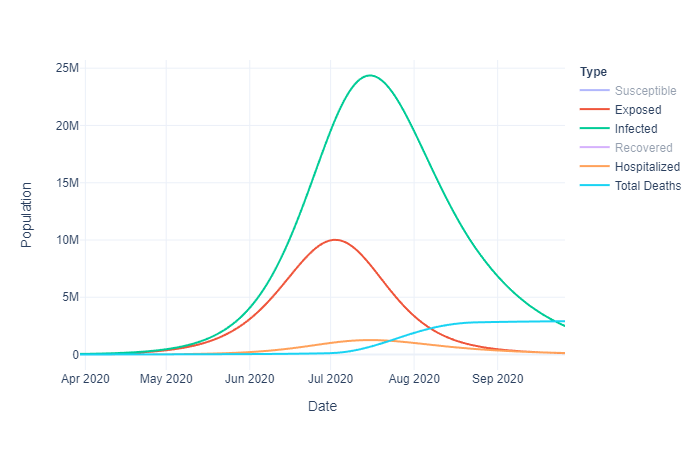 25M
20M
15M
10M
5M
0
Population
Apr 2020 May 2020 Jun 2020 Jul 2020 Aug 2020 Sep 2020
Date
Type
Susceptible
Exposed
Infected
Recovered
Hospitalized
Total Deaths